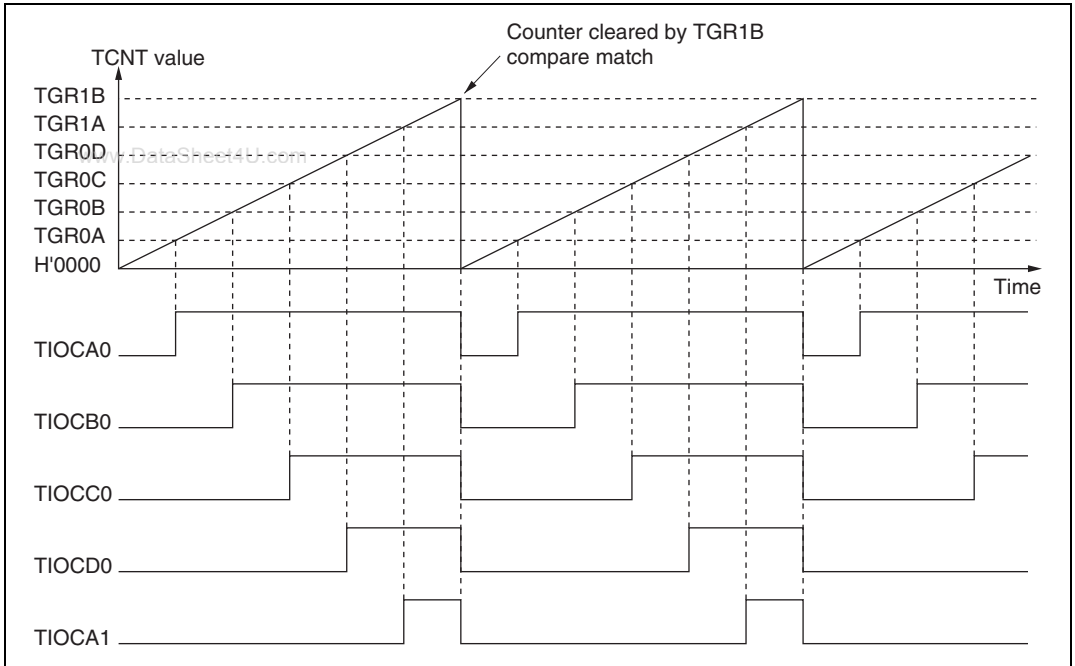 Counter cleared by TGR1B
compare match
TCNT value
TGR1B
TGR1A
TGR0D
www.DataSheet4U.com
TGR0C
TGR0B
TGR0A
H'0000
Time
TIOCA0
TIOCB0
TIOCC0
TIOCD0
TIOCA1